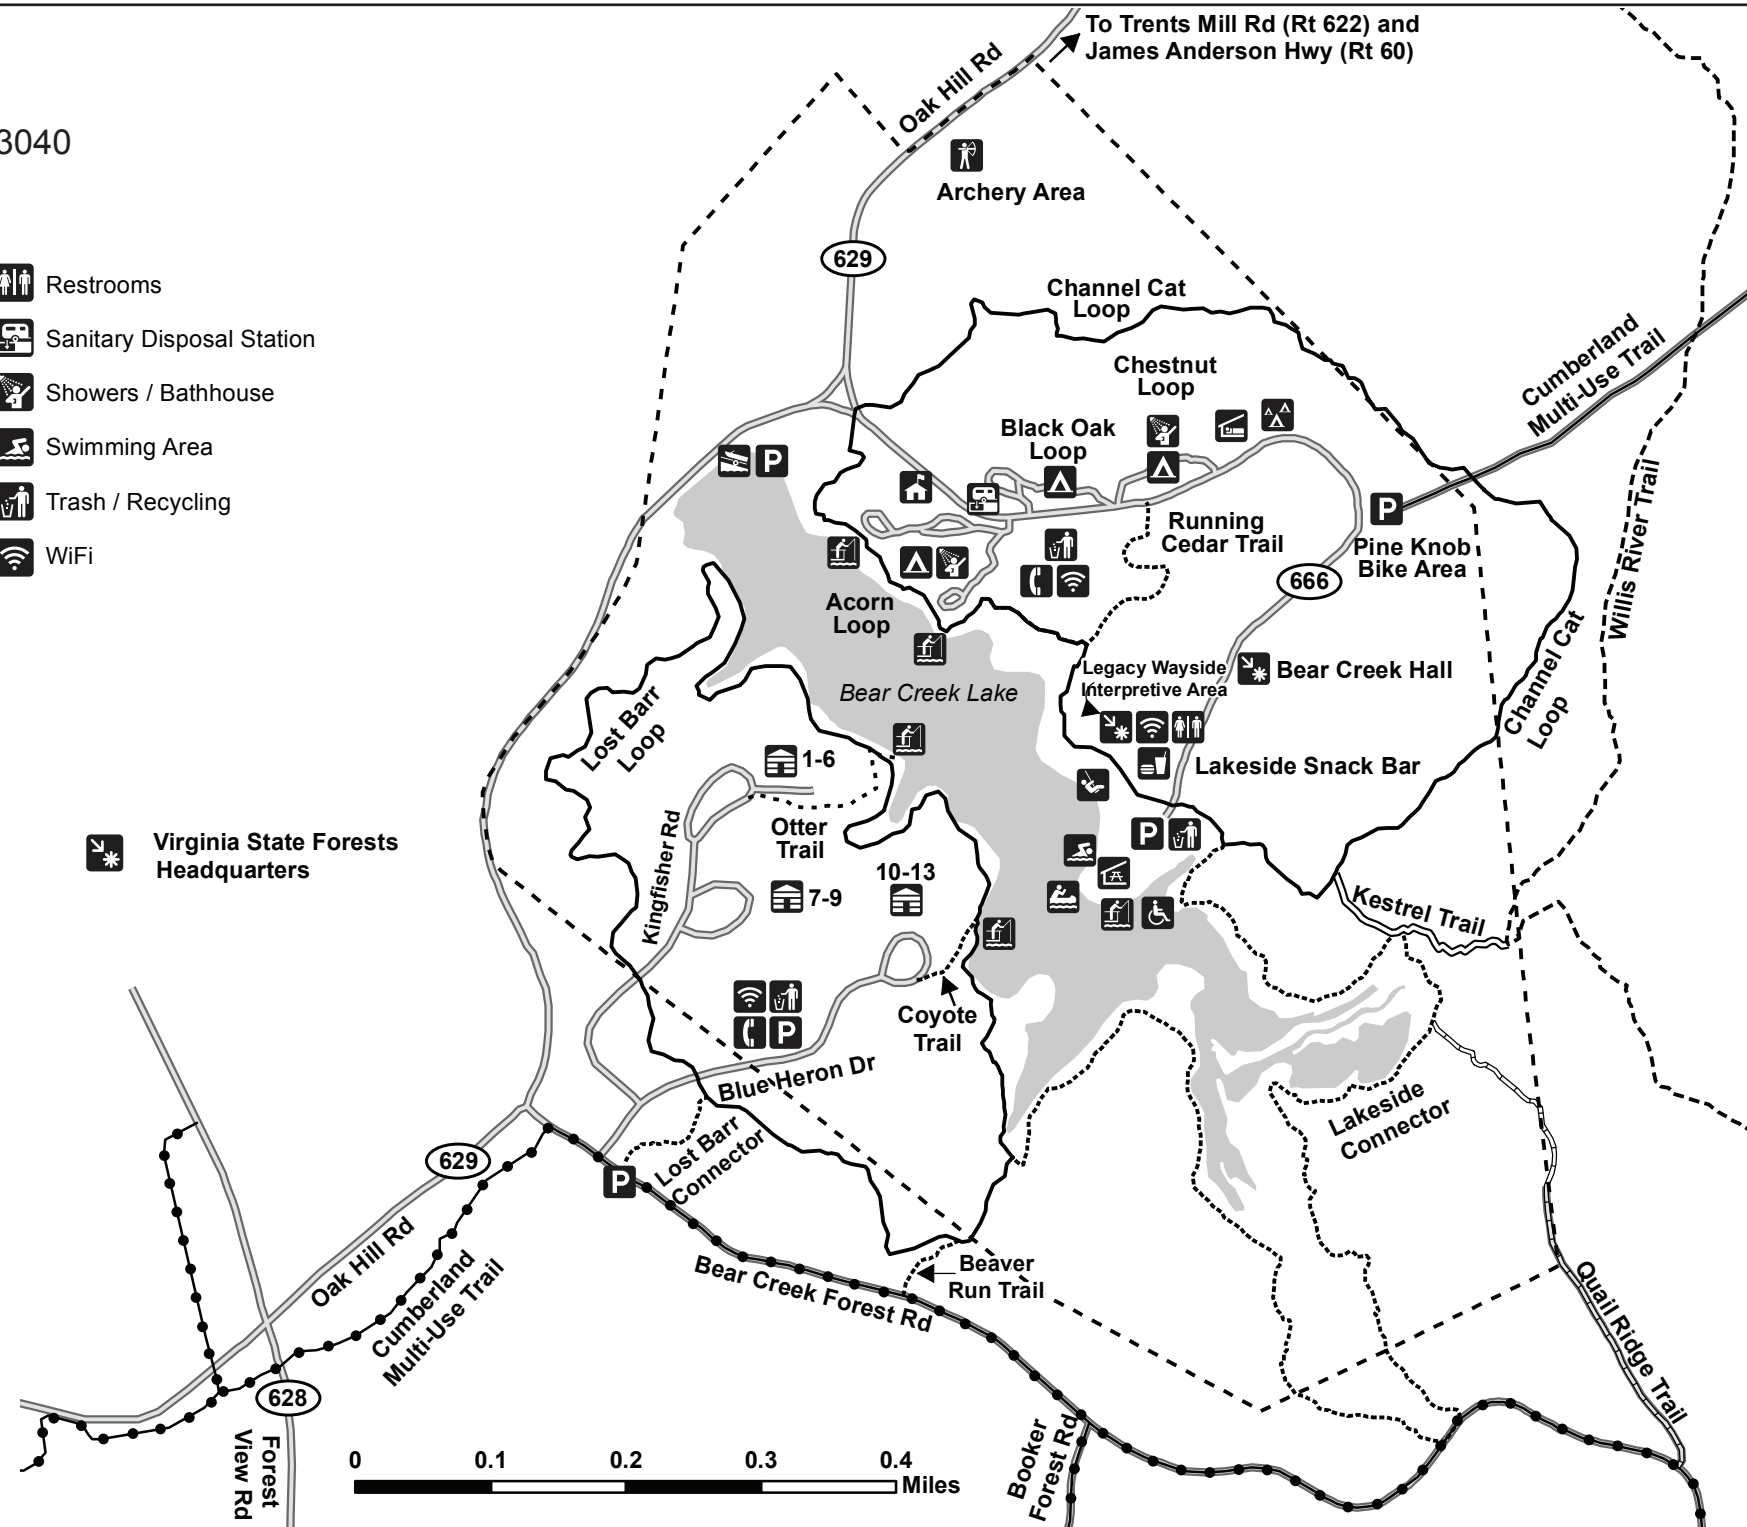 To Trents Mill Rd (Rt 622) and
James Anderson Hwy (Rt 60)
Oak Hill Rd
3040
Archery Area
629
Restrooms
Sanitary Disposal Station
Showers / Bathhouse
Swimming Area
Trash / Recycling
WiFi
Channel Cat
Loop
Chestnut
Loop
Black Oak
Loop
Cumberland
Multi-Use Trail
P
P
Running
Cedar Trail
Pine Knob
Bike Area
Willis River Trail
666
Acorn
Loop
Bear Creek Lake
Legacy Wayside
Interpretive Area
Bear Creek Hall
Channel Cat
Loop
Lost Barr
Loop
1-6
Lakeside Snack Bar
Otter
Trail
Kingfisher Rd
P
Virginia State Forests
Headquarters
7-9
10-13
Kestrel Trail
P
Coyote
Trail
Blue Heron Dr
Lakeside
Connector
Lost Barr
Connector
629
P
Oak Hill Rd
Cumberland
Multi-Use Trail
Bear Creek Forest Rd
Beaver
Run Trail
Quail Ridge Trail
628
Forest
View Rd
Booker
Forest Rd
0 0.1 0.2 0.3 0.4
Miles